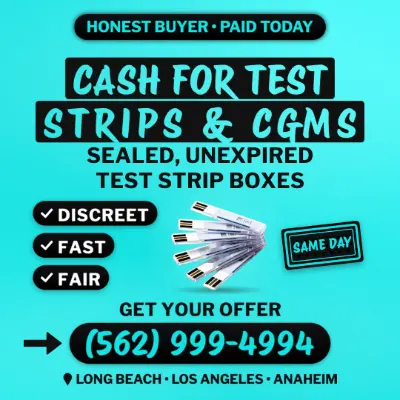 HONEST BUYER • PAID TODAY
CASH FOR TEST
STRIPS & CGMS
SEALED, UNEXPIRED
TEST STRIP BOXES
DISCREET
FAST
FAIR
SAME DAY
GET YOUR OFFER
(562) 999-4994
LONG BEACH • LOS ANGELES • ANAHEIM